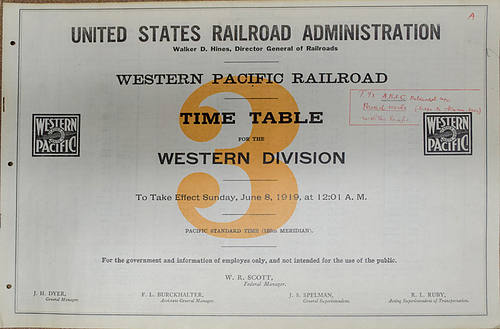 A
UNITED STATES RAILROAD ADMINISTRATION
Walker D. Hines, Director General of Railroads
WESTERN PACIFIC RAILROAD
3
TIME TABLE
FOR THE
WESTERN DIVISION
WESTERN PACIFIC
WESTERN PACIFIC
To Take Effect Sunday, June 8, 1919, at 12:01 A. M.
PACIFIC STANDARD TIME (120th MERIDIAN).
For the government and information of employes only, and not intended for the use of the public.
W. R. SCOTT,
Federal Manager.
J. H. DYER,
General Manager.
F. L. BURCKHALTER,
Assistant General Manager.
J. S. SPELMAN,
General Superintendent.
R. L. RUBY,
Acting Superintendent of Transportation.